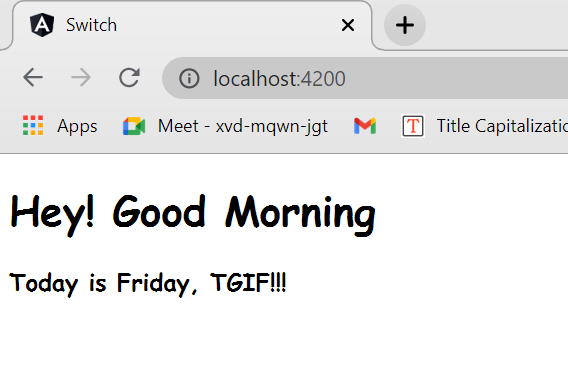 Switch
localhost:4200
Apps Meet - xvd-mqwn-jgt T Title Capitalizatio
Hey! Good Morning
Today is Friday, TGIF!!!